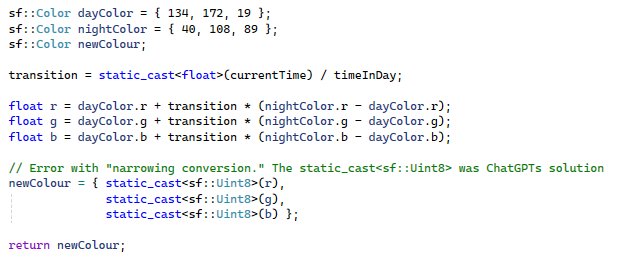 sf::Color dayColor = { 134, 172, 19 };
sf::Color nightColor = { 40, 108, 89 };
sf::Color newColour;
transition = static_cast<float>(currentTime) / timeInDay;
float r = dayColor.r + transition * (nightColor.r - dayColor.r);
float g = dayColor.g + transition * (nightColor.g - dayColor.g);
float b = dayColor.b + transition * (nightColor.b - dayColor.b);
// Error with "narrowing conversion." The static_cast<sf::Uint8> was ChatGPTs solution
newColour = { static_cast<sf::Uint8>(r),
static_cast<sf::Uint8>(g),
static_cast<sf::Uint8>(b) };
return newColour;